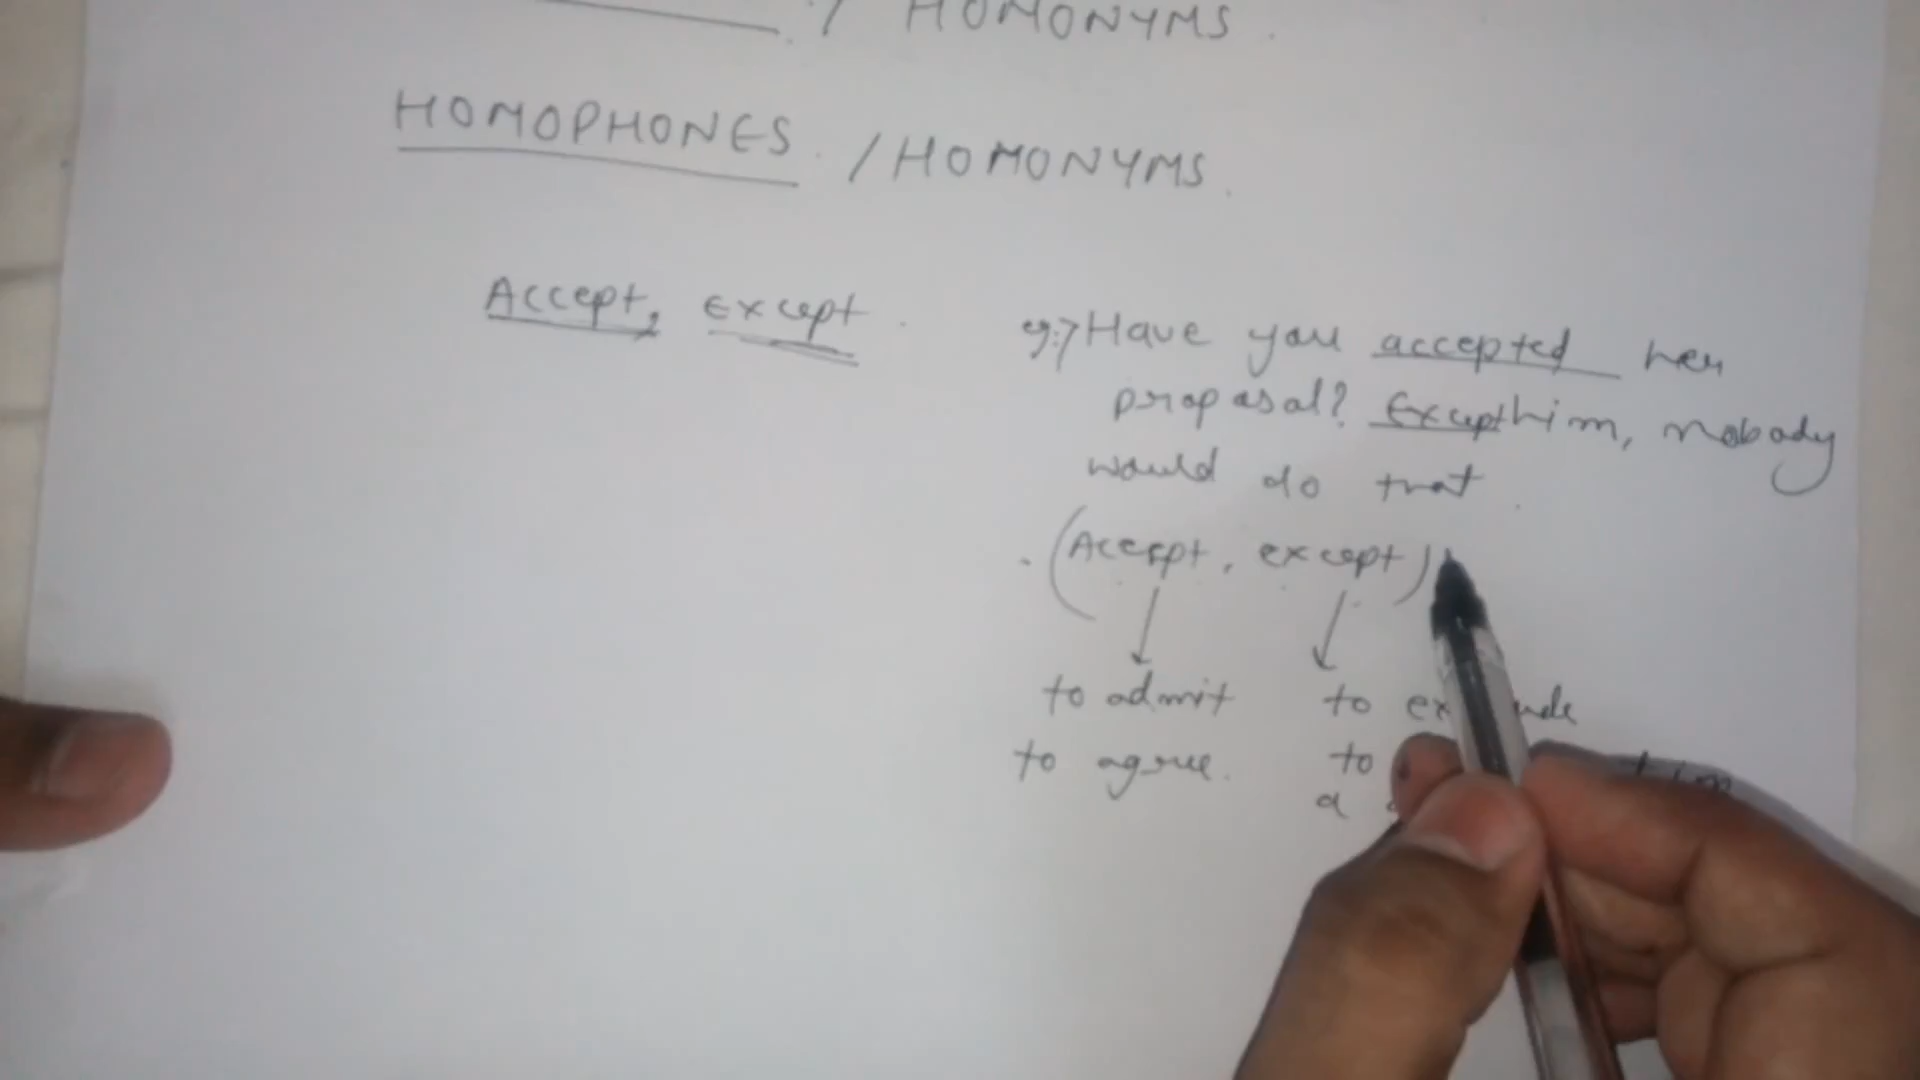 / HOMONYMS.
HOMOPHONES. / HOMONYMS.
Accept, Except. eg:> Have you accepted her
proposal? Except him, nobody
would do that.
(Accept, except)
to admit to
to agree. to
a